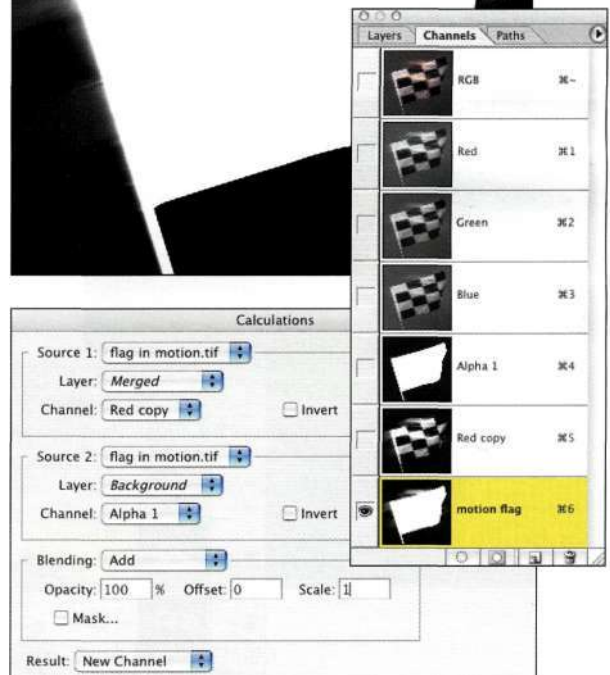 Layers Channels Paths
RGB ⌘~
Red ⌘1
Green ⌘2
Blue ⌘3
Alpha 1 ⌘4
Red copy ⌘5
motion flag ⌘6
Calculations
Source 1: flag in motion.tif
Layer: Merged
Channel: Red copy Invert
Source 2: flag in motion.tif
Layer: Background
Channel: Alpha 1 Invert
Blending: Add
Opacity: 100 % Offset: 0 Scale: 1
Mask...
Result: New Channel